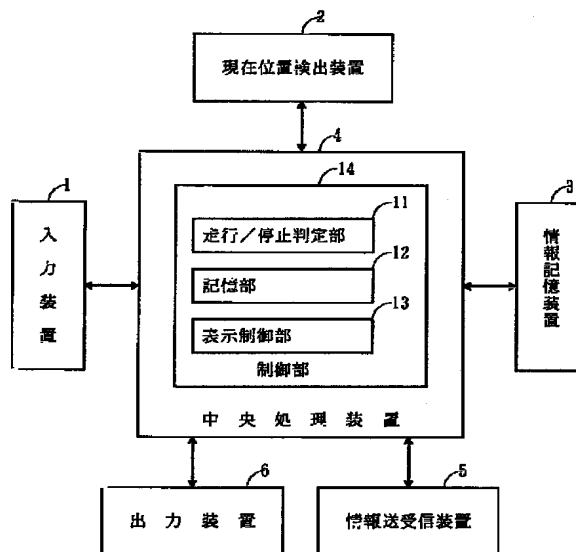 2
現在位置検出装置
4
14
1
入力装置
11
走行／停止判定部
12
記憶部
13
表示制御部
制御部
中央処理装置
3
情報記憶装置
6
出力装置
5
情報送受信装置